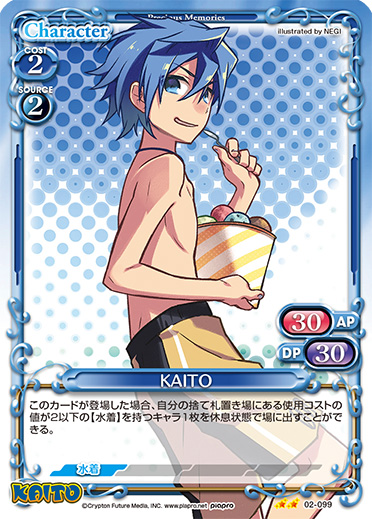 Precious Memories
Character
illustrated by NEGI
COST
2
SOURCE
2
30 AP
DP 30
KAITO
このカードが登場した場合、自分の捨て札置き場にある使用コストの
値が2以下の【水着】を持つキャラ1枚を休息状態で場に出すことがで
きる。
水着
KAITO
©Crypton Future Media, INC. www.piapro.net piapro
★★ 02-099